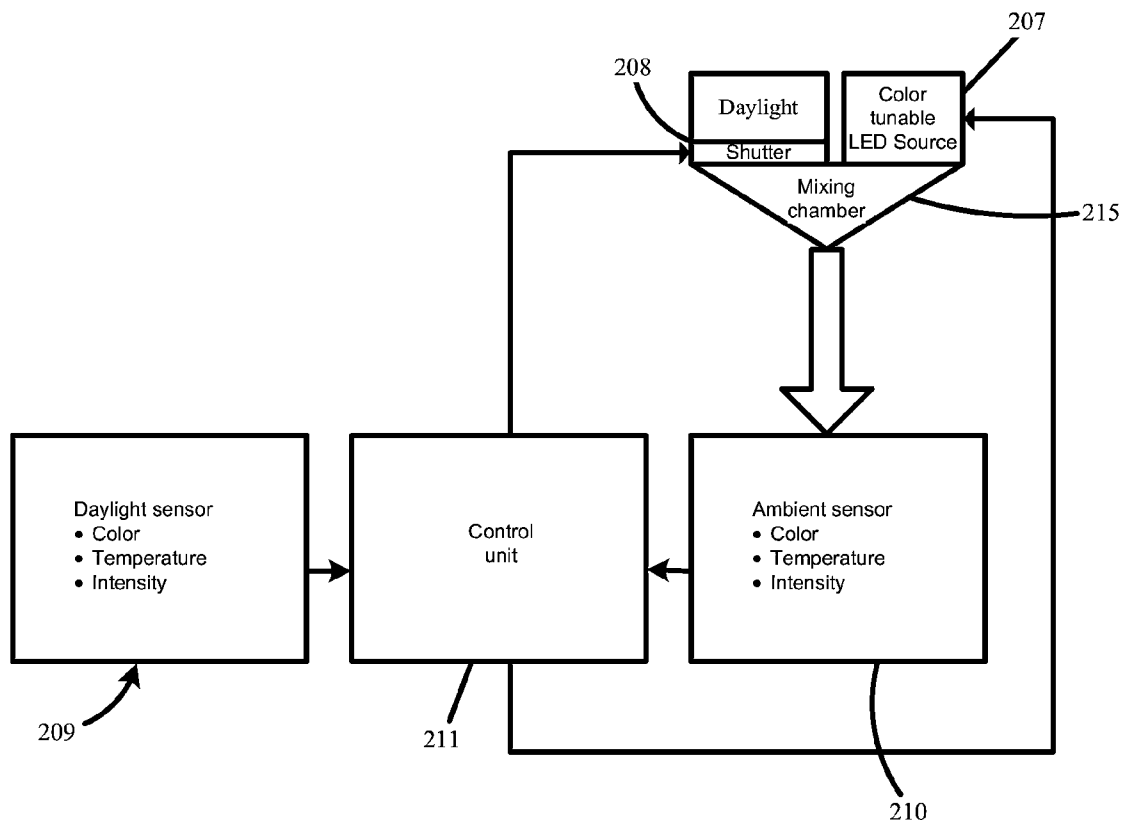 207
208
Daylight
Shutter
Color
tunable
LED Source
Mixing
chamber
215
Daylight sensor
• Color
• Temperature
• Intensity
Control
unit
Ambient sensor
• Color
• Temperature
• Intensity
209
211
210